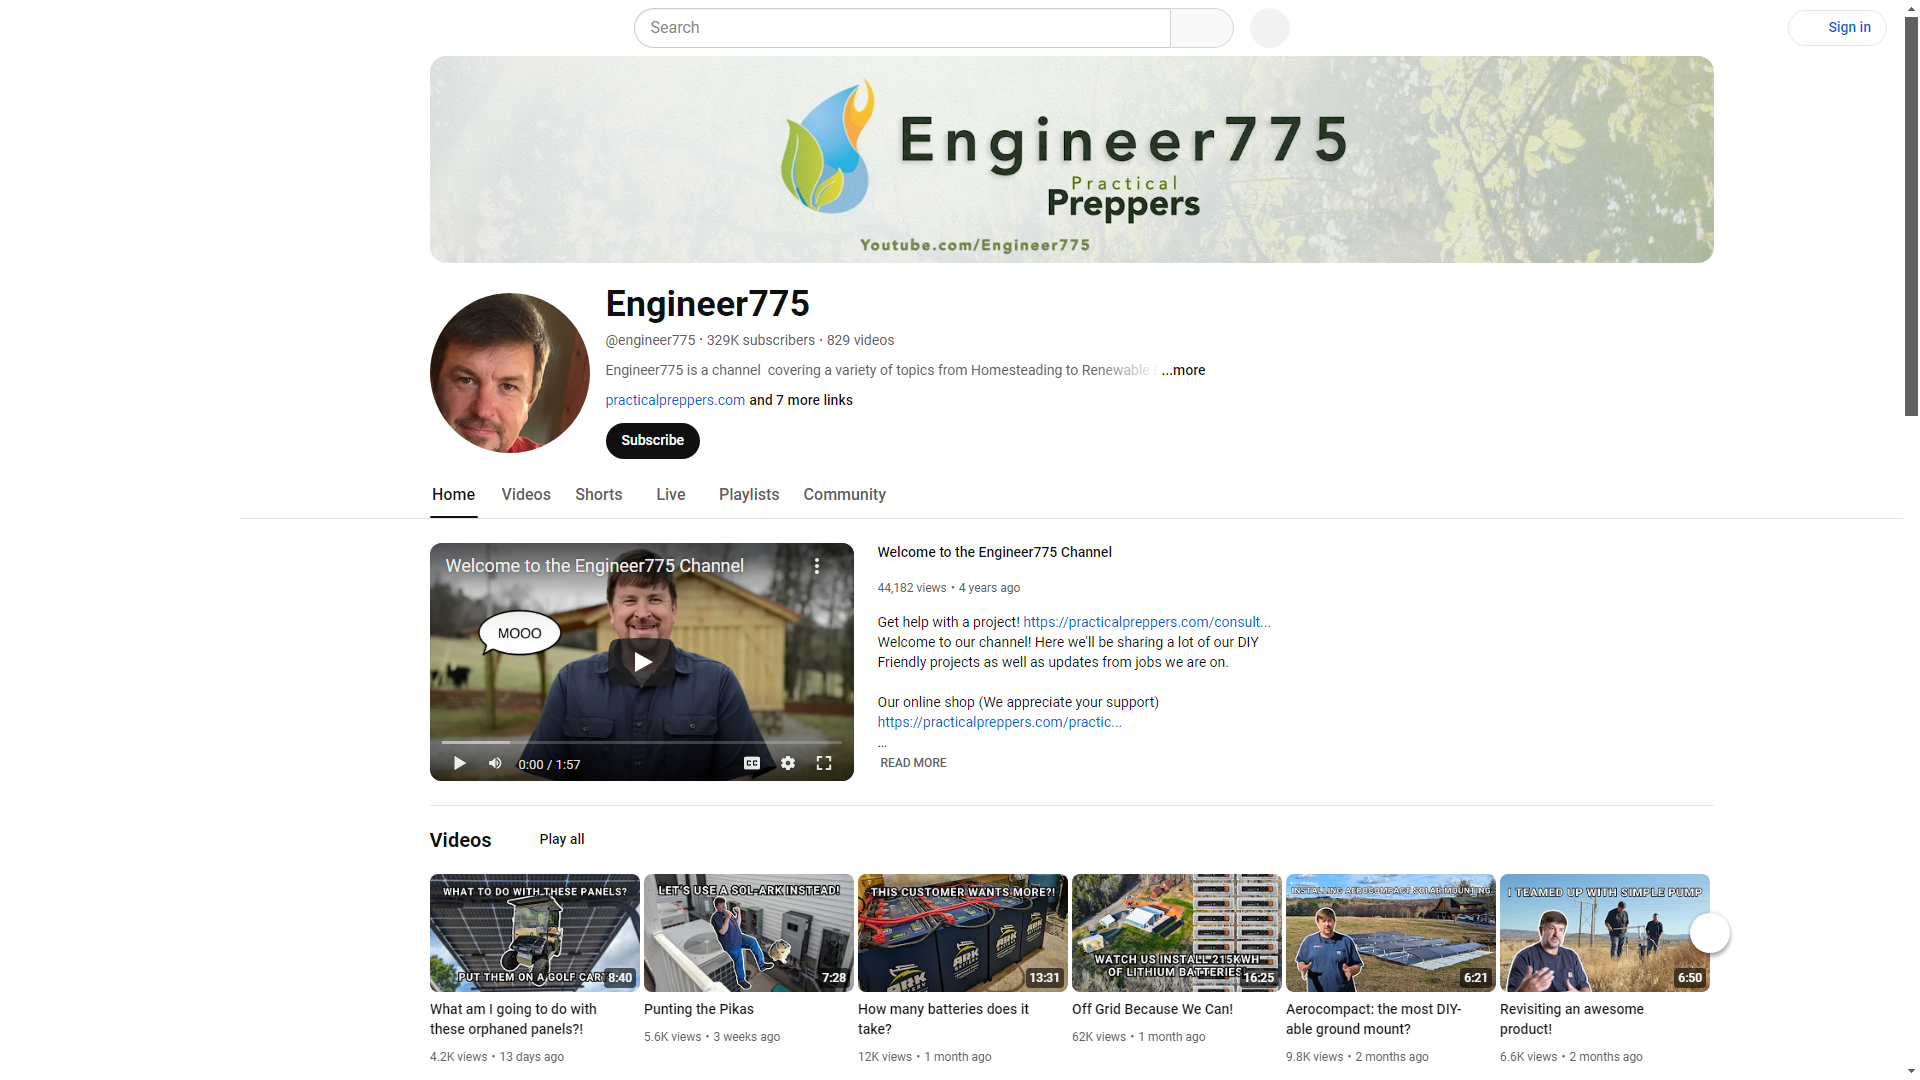 Search
Sign in
Engineer775
Practical
Preppers
Youtube.com/Engineer775
Engineer775
@engineer775 • 329K subscribers • 829 videos
Engineer775 is a channel covering a variety of topics from Homesteading to Renewable ...more
practicalpreppers.com and 7 more links
Subscribe
Home Videos Shorts Live Playlists Community
Welcome to the Engineer775 Channel
MOOO
0:00 / 1:57
CC
Welcome to the Engineer775 Channel
44,182 views • 4 years ago
Get help with a project! https://practicalpreppers.com/consult...
Welcome to our channel! Here we'll be sharing a lot of our DIY
Friendly projects as well as updates from jobs we are on.
Our online shop (We appreciate your support)
https://practicalpreppers.com/practic...
...
READ MORE
Videos
Play all
WHAT TO DO WITH THESE PANELS?
PUT THEM ON A GOLF CAR
8:40
What am I going to do with
these orphaned panels?!
4.2K views • 13 days ago
LET'S USE A SOL-ARK INSTEAD!
7:28
Punting the Pikas
5.6K views • 3 weeks ago
THIS CUSTOMER WANTS MORE?!
ARK
ARK
13:31
How many batteries does it
take?
12K views • 1 month ago
WATCH US INSTALL 215KWH
OF LITHIUM BATTERIES
16:25
Off Grid Because We Can!
62K views • 1 month ago
INSTALLING AEROCOMPACT SOLAR MOUNTING
6:21
Aerocompact: the most DIY-
able ground mount?
9.8K views • 2 months ago
I TEAMED UP WITH SIMPLE PUMP
6:50
Revisiting an awesome
product!
6.6K views • 2 months ago